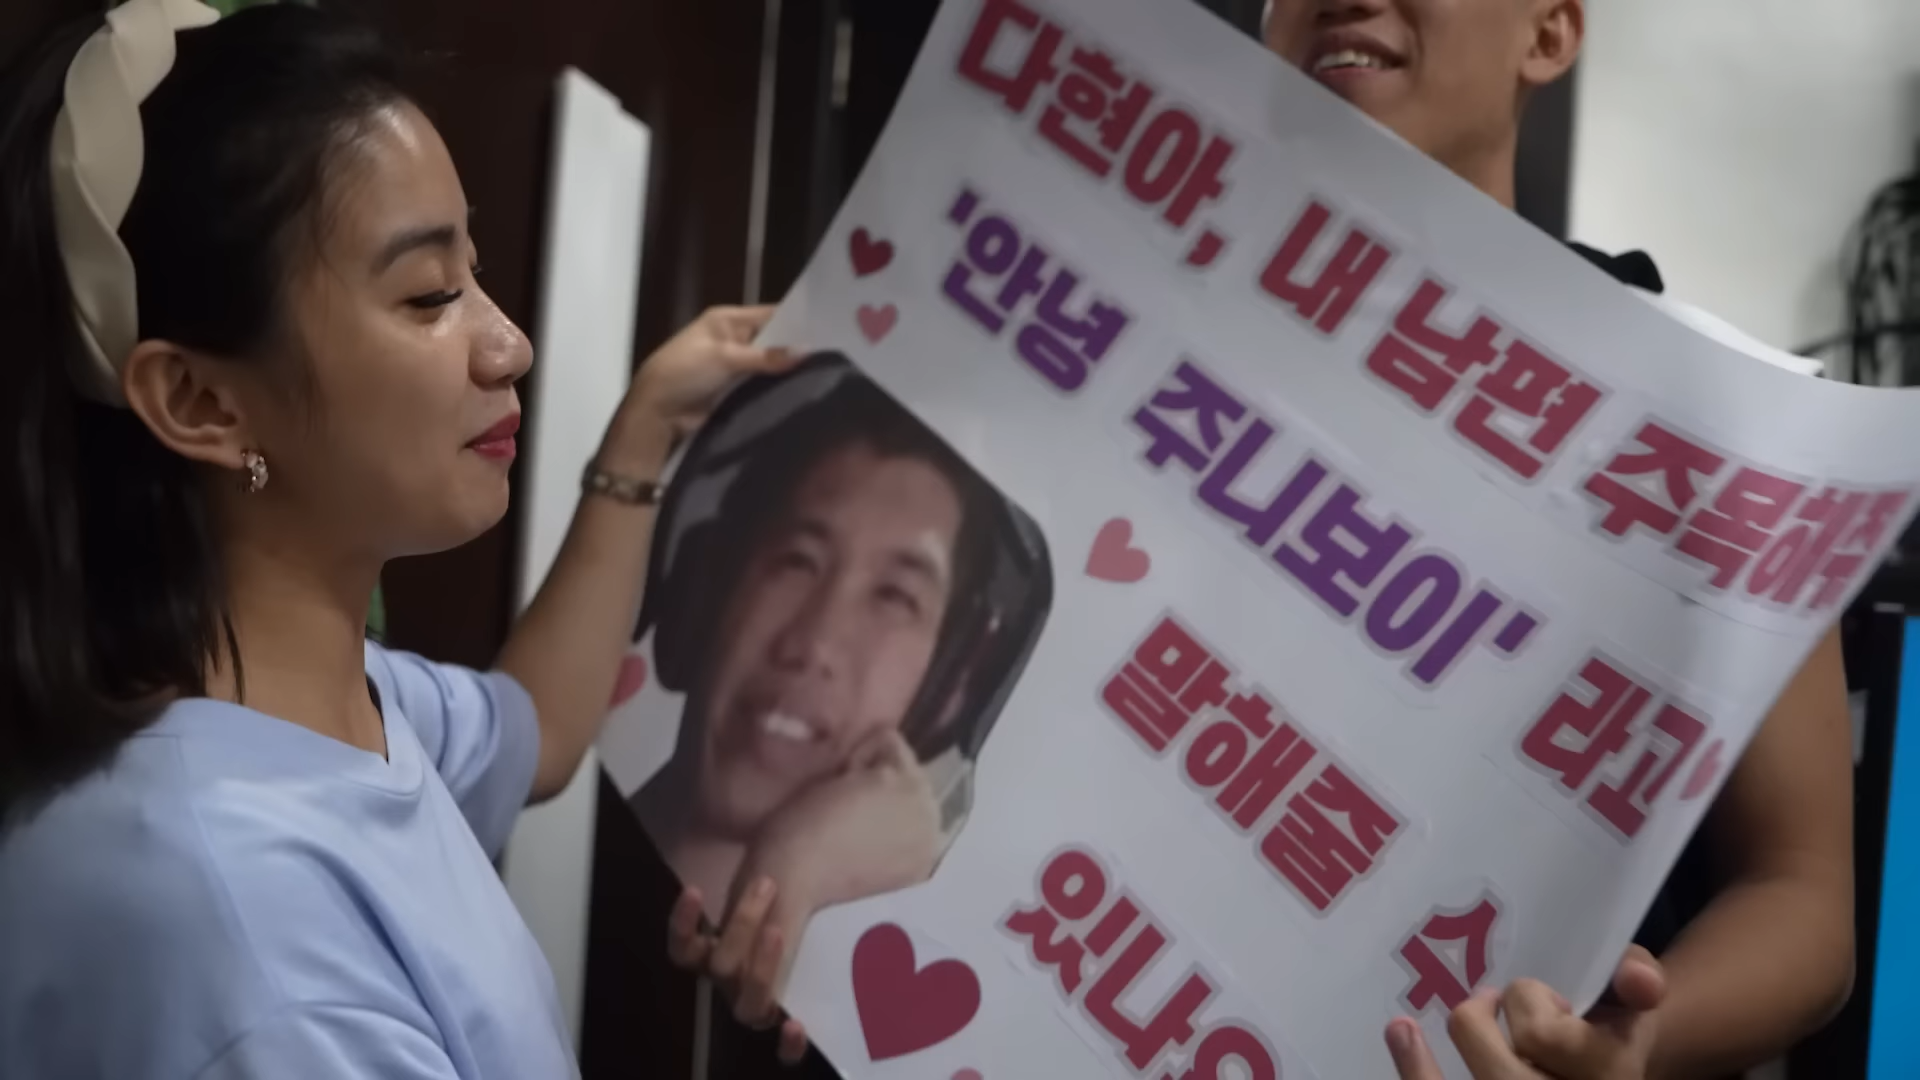 다현아, 내 남편 주목해줘
'안녕 주니보이' 라고
말해줄 수
있나요